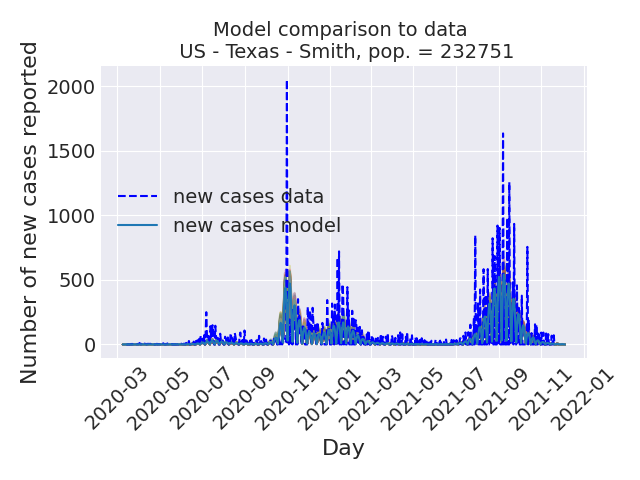 Model comparison to data
US - Texas - Smith, pop. = 232751
Number of new cases reported
2000
1500
1000
500
0
new cases data
new cases model
2020-03
2020-05
2020-07
2020-09
2020-11
2021-01
2021-03
2021-05
2021-07
2021-09
2021-11
2022-01
Day